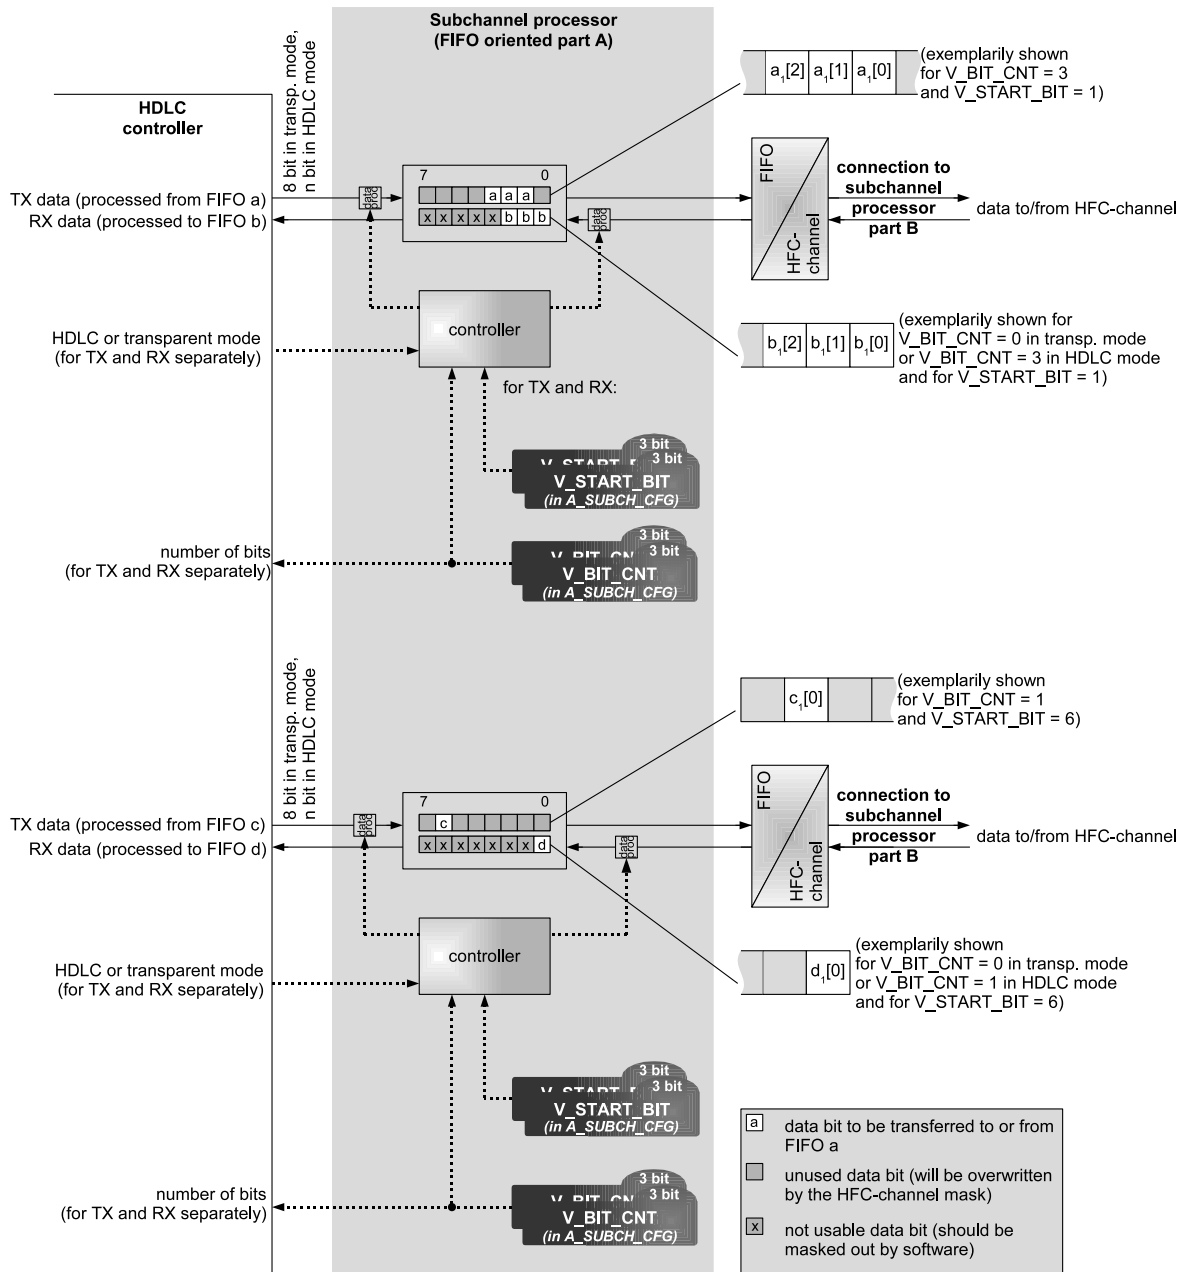 Subchannel processor
(FIFO oriented part A)
8 bit in transp. mode,
n bit in HDLC mode
HDLC
controller
a1[2] a1[1] a1[0]
(exemplarily shown
for V_BIT_CNT = 3
and V_START_BIT = 1)
7 0
a a a
x x x x x b b b
data
proc
data
proc
TX data (processed from FIFO a)
RX data (processed to FIFO b)
FIFO
HFC-
channel
connection to
subchannel
processor
part B
data to/from HFC-channel
controller
HDLC or transparent mode
(for TX and RX separately)
b1[2] b1[1] b1[0]
(exemplarily shown for
V_BIT_CNT = 0 in transp. mode
or V_BIT_CNT = 3 in HDLC mode
and for V_START_BIT = 1)
for TX and RX:
3 bit
3 bit
V_START_BIT
(in A_SUBCH_CFG)
3 bit
3 bit
V_BIT_CNT
(in A_SUBCH_CFG)
number of bits
(for TX and RX separately)
8 bit in transp. mode,
n bit in HDLC mode
c1[0]
(exemplarily shown
for V_BIT_CNT = 1
and V_START_BIT = 6)
7 0
c
x x x x x x x d
data
proc
data
proc
TX data (processed from FIFO c)
RX data (processed to FIFO d)
FIFO
HFC-
channel
connection to
subchannel
processor
part B
data to/from HFC-channel
controller
HDLC or transparent mode
(for TX and RX separately)
d1[0]
(exemplarily shown
for V_BIT_CNT = 0 in transp. mode
or V_BIT_CNT = 1 in HDLC mode
and for V_START_BIT = 6)
3 bit
3 bit
V_START_BIT
(in A_SUBCH_CFG)
3 bit
3 bit
V_BIT_CNT
(in A_SUBCH_CFG)
number of bits
(for TX and RX separately)
a data bit to be transferred to or from
FIFO a
unused data bit (will be overwritten
by the HFC-channel mask)
x not usable data bit (should be
masked out by software)